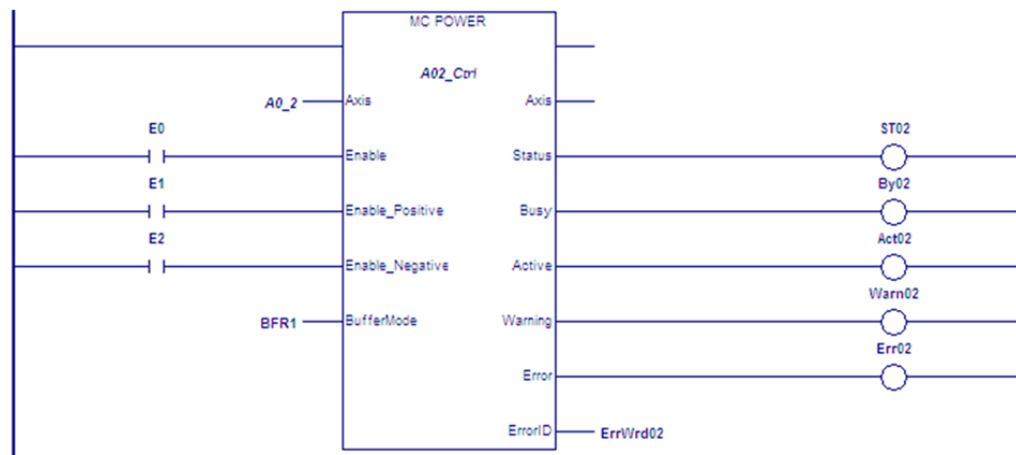 MC POWER
A02_Ctrl
A0_2 Axis Axis
E0 ST02
Enable Status
E1 By02
Enable_Positive Busy
E2 Act02
Enable_Negative Active
Warn02
BFR1 BufferMode Warning
Err02
Error
ErrorID ErrWrd02